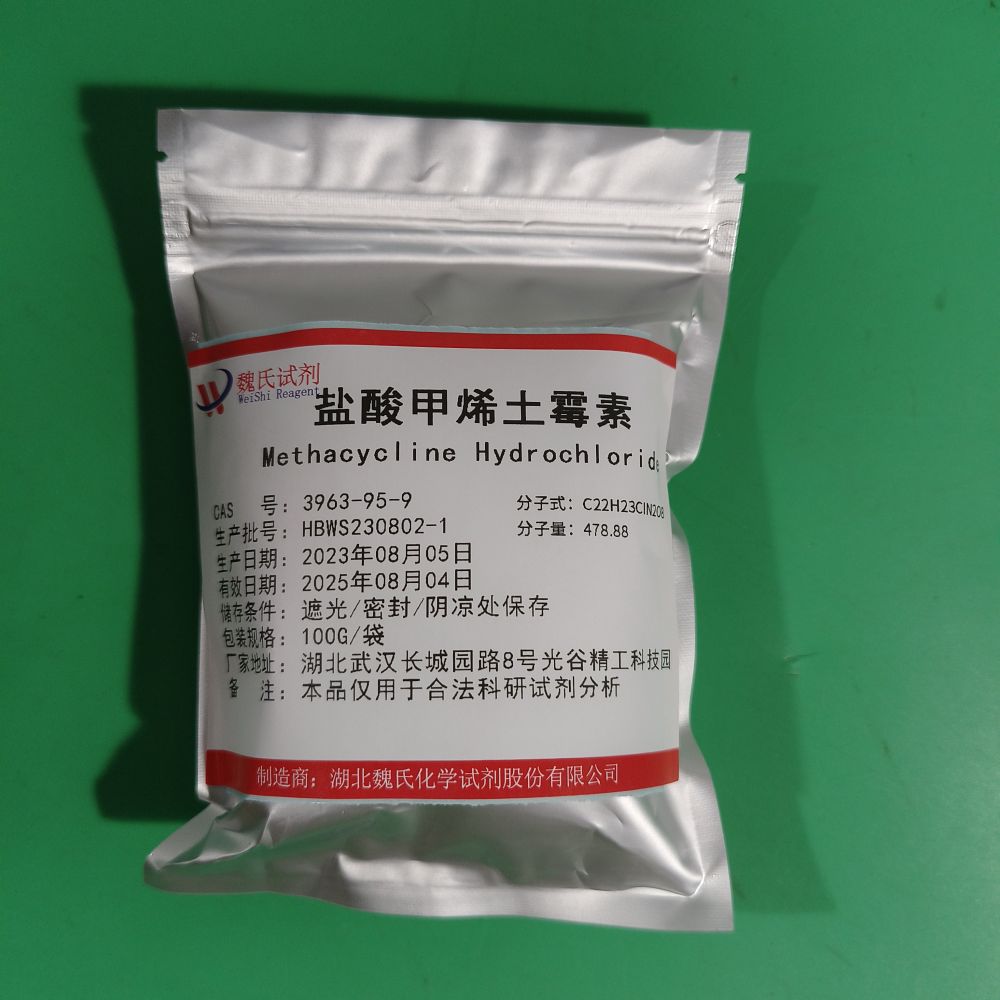 魏氏试剂
WeiShi Reagent
盐酸甲烯土霉素
Methacycline Hydrochloride
CAS 号：3963-95-9 分子式：C22H23ClN2O8
生产批号：HBWS230802-1 分子量：478.88
生产日期：2023年08月05日
有效日期：2025年08月04日
储存条件：遮光/密封/阴凉处保存
包装规格：100G/袋
厂家地址：湖北武汉长城园路8号光谷精工科技园
备 注：本品仅用于合法科研试剂分析
制造商：湖北魏氏化学试剂股份有限公司